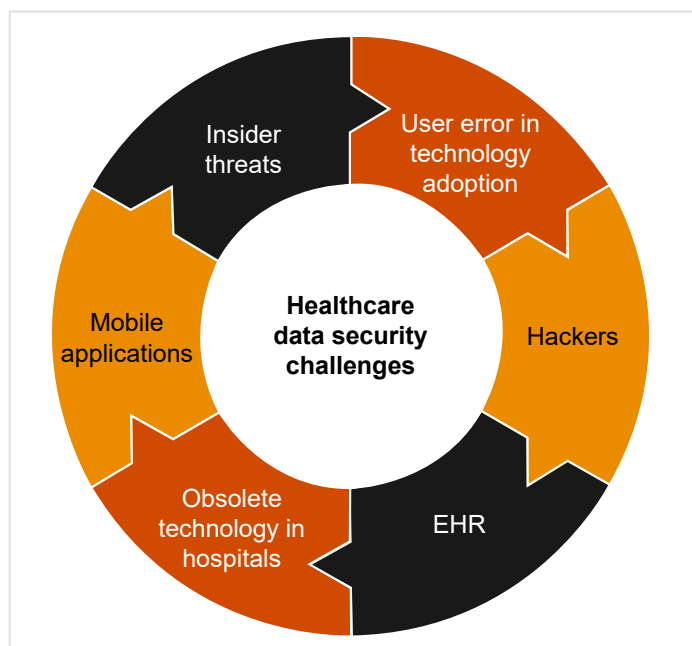 Insider
threats
User error in
technology
adoption
Mobile
applications
Healthcare
data security
challenges
Hackers
Obsolete
technology in
hospitals
EHR